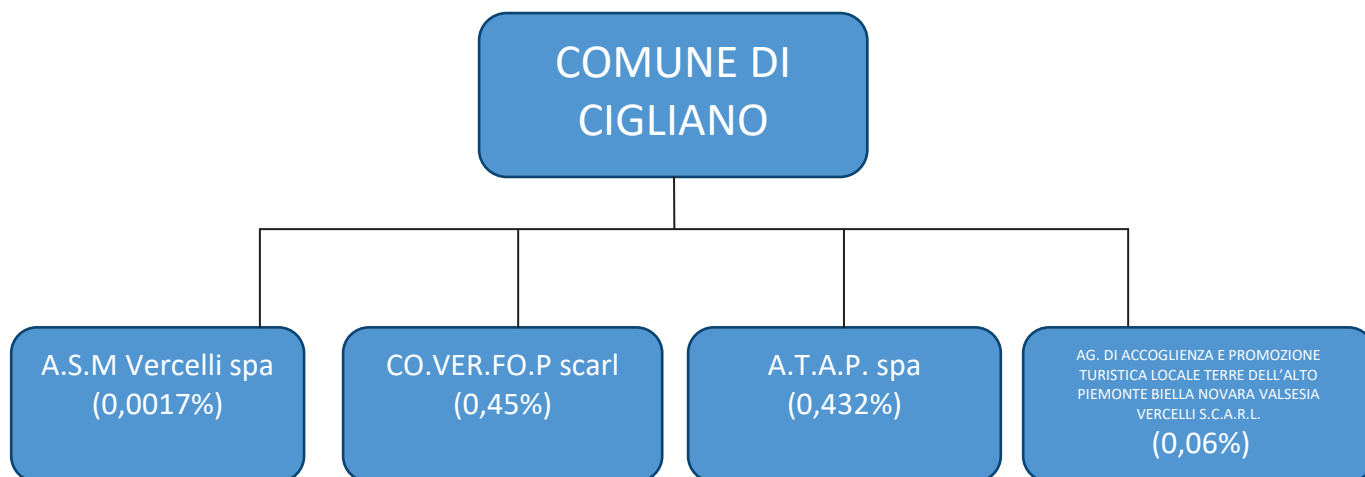 COMUNE DI
CIGLIANO
A.S.M Vercelli spa
(0,0017%)
CO.VER.FO.P scarl
(0,45%)
A.T.A.P. spa
(0,432%)
AG. DI ACCOGLIENZA E PROMOZIONE
TURISTICA LOCALE TERRE DELL’ALTO
PIEMONTE BIELLA NOVARA VALSESIA
VERCELLI S.C.A.R.L.
(0,06%)